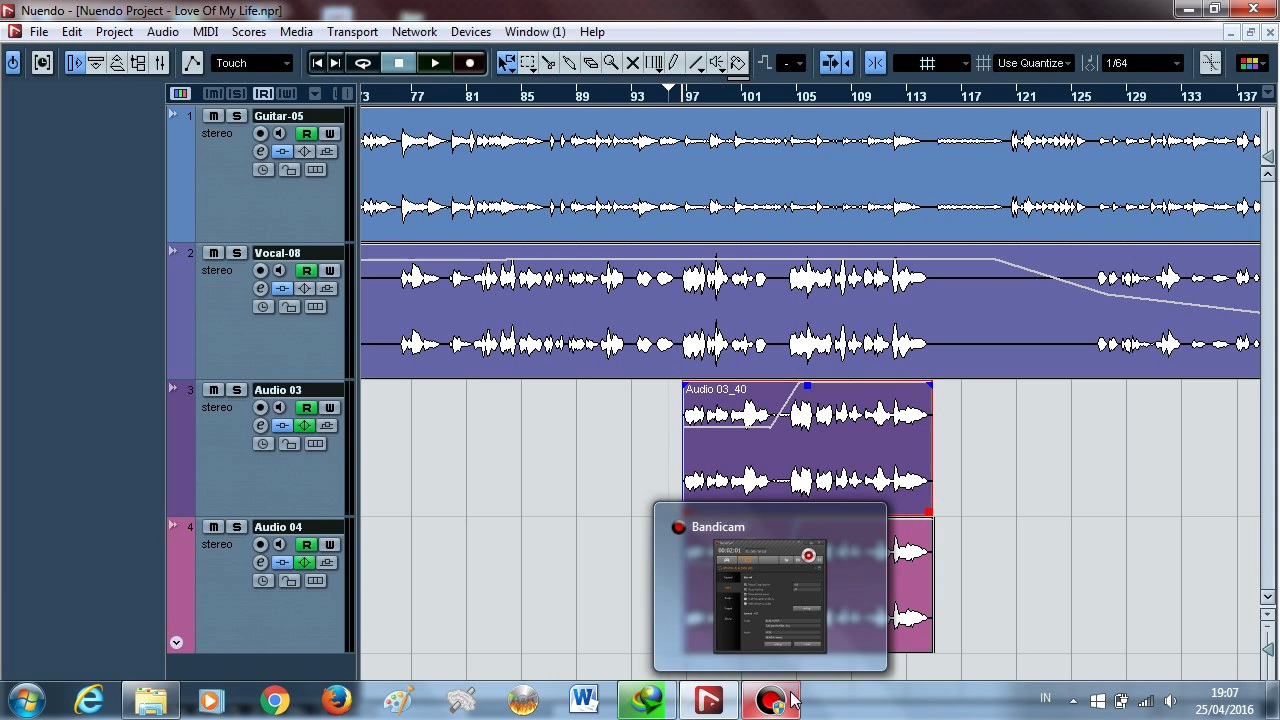 Nuendo - [Nuendo Project - Love Of My Life.npr]
File Edit Project Audio MIDI Scores Media Transport Network Devices Window (1) Help
Touch
Use Quantize
1/64
3 77 81 85 89 93 97 101 105 109 113 117 121 125 129 133 137
1 m S Guitar-05
stereo R W
e
2 m S Vocal-08
stereo R W
e
3 m S Audio 03
Audio 03_40
stereo R W
e
4 m S Audio 04
stereo R W
e
Bandicam
00:02:01
IN
19:07
25/04/2016